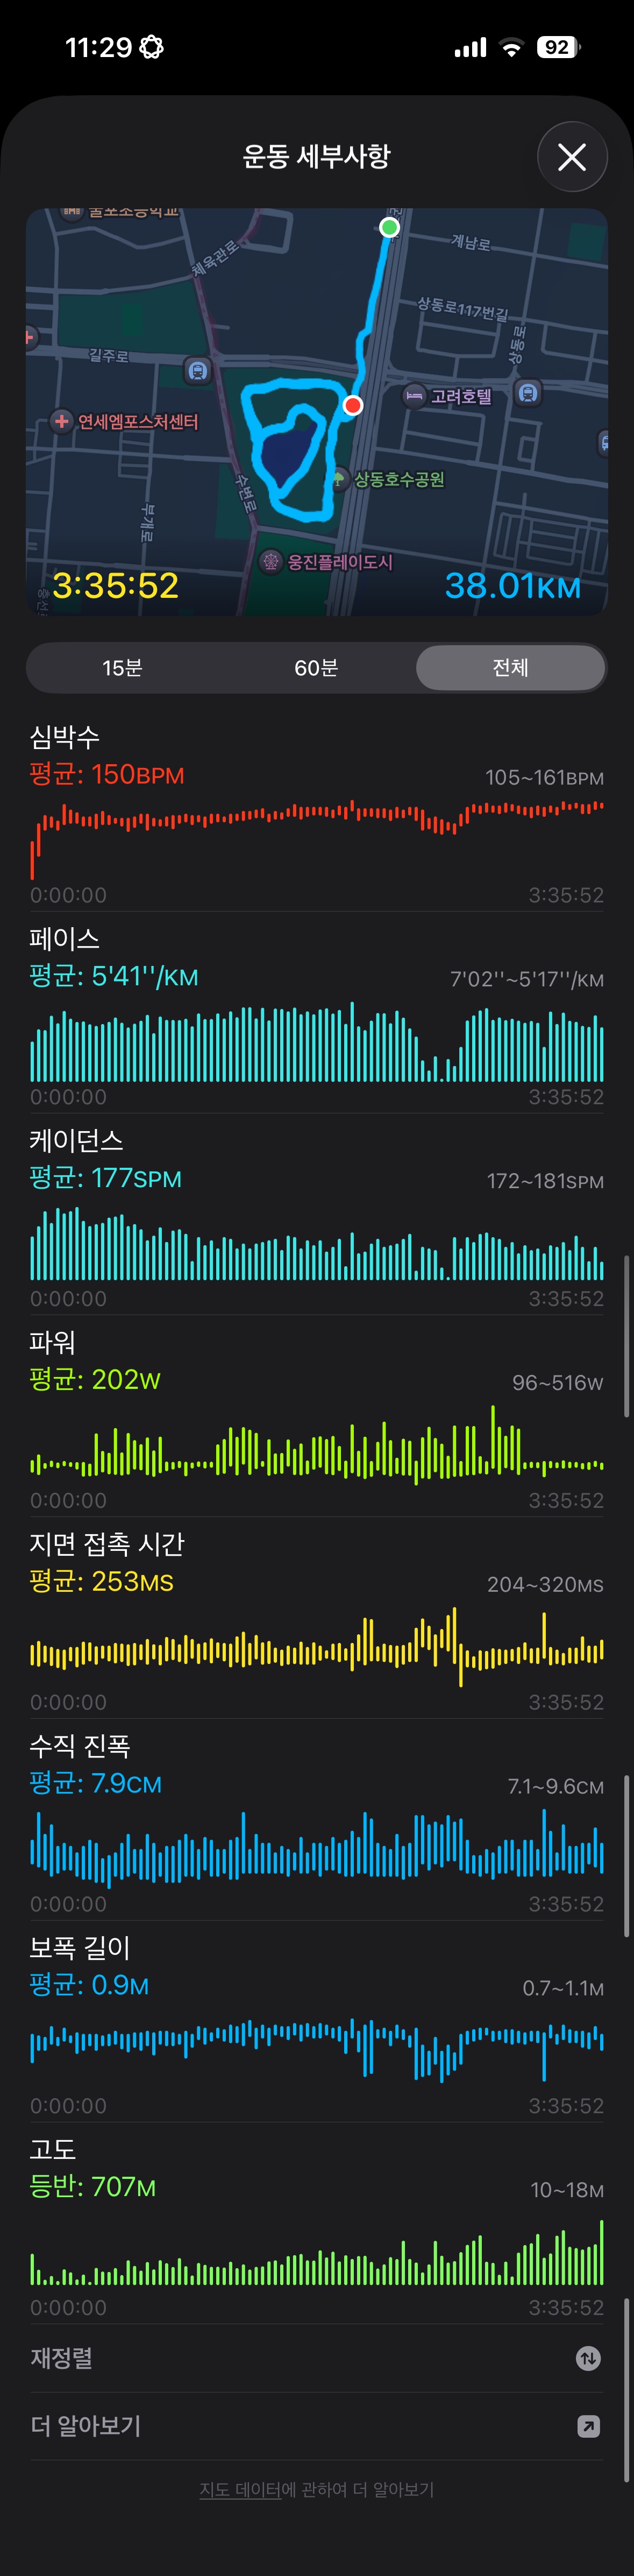 11:29
92
운동 세부사항
체육관로
계남로
상동로117번길
상동로
길주로
고려호텔
연세엠포스처센터
수변로
상동호수공원
부개로
웅진플레이도시
3:35:52 38.01KM
15분 60분 전체
심박수
평균: 150BPM 105~161BPM
0:00:00 3:35:52
페이스
평균: 5'41''/KM 7'02''~5'17''/KM
0:00:00 3:35:52
케이던스
평균: 177SPM 172~181SPM
0:00:00 3:35:52
파워
평균: 202W 96~516W
0:00:00 3:35:52
지면 접촉 시간
평균: 253MS 204~320MS
0:00:00 3:35:52
수직 진폭
평균: 7.9CM 7.1~9.6CM
0:00:00 3:35:52
보폭 길이
평균: 0.9M 0.7~1.1M
0:00:00 3:35:52
고도
등반: 707M 10~18M
0:00:00 3:35:52
재정렬
더 알아보기
지도 데이터에 관하여 더 알아보기